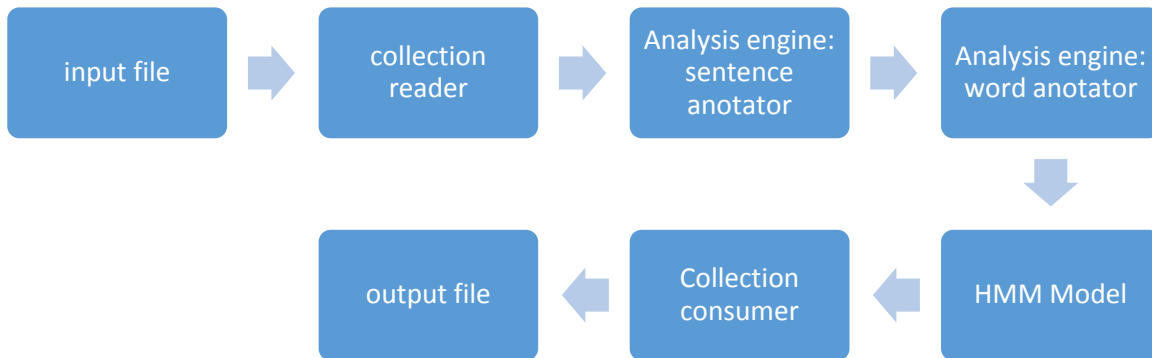 input file
collection
reader
Analysis engine:
sentence
anotator
Analysis engine:
word anotator
HMM Model
Collection
consumer
output file